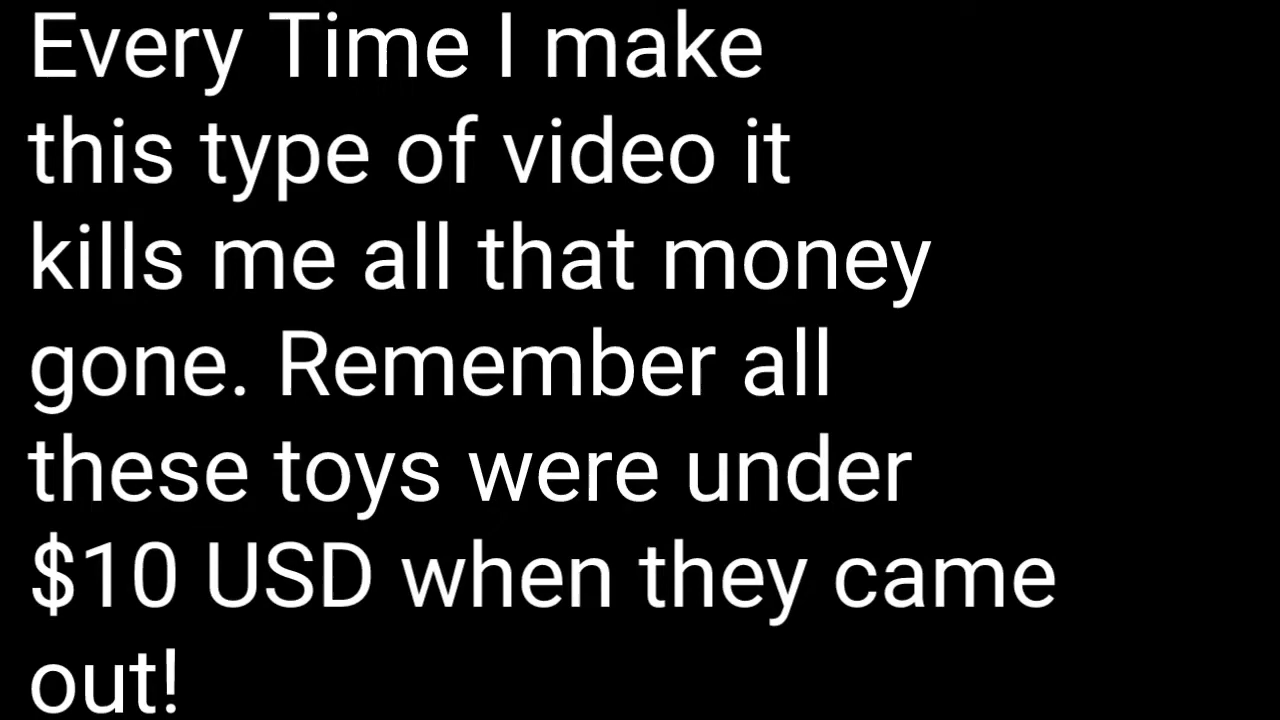 Every Time I make
this type of video it
kills me all that money
gone. Remember all
these toys were under
$10 USD when they came
out!